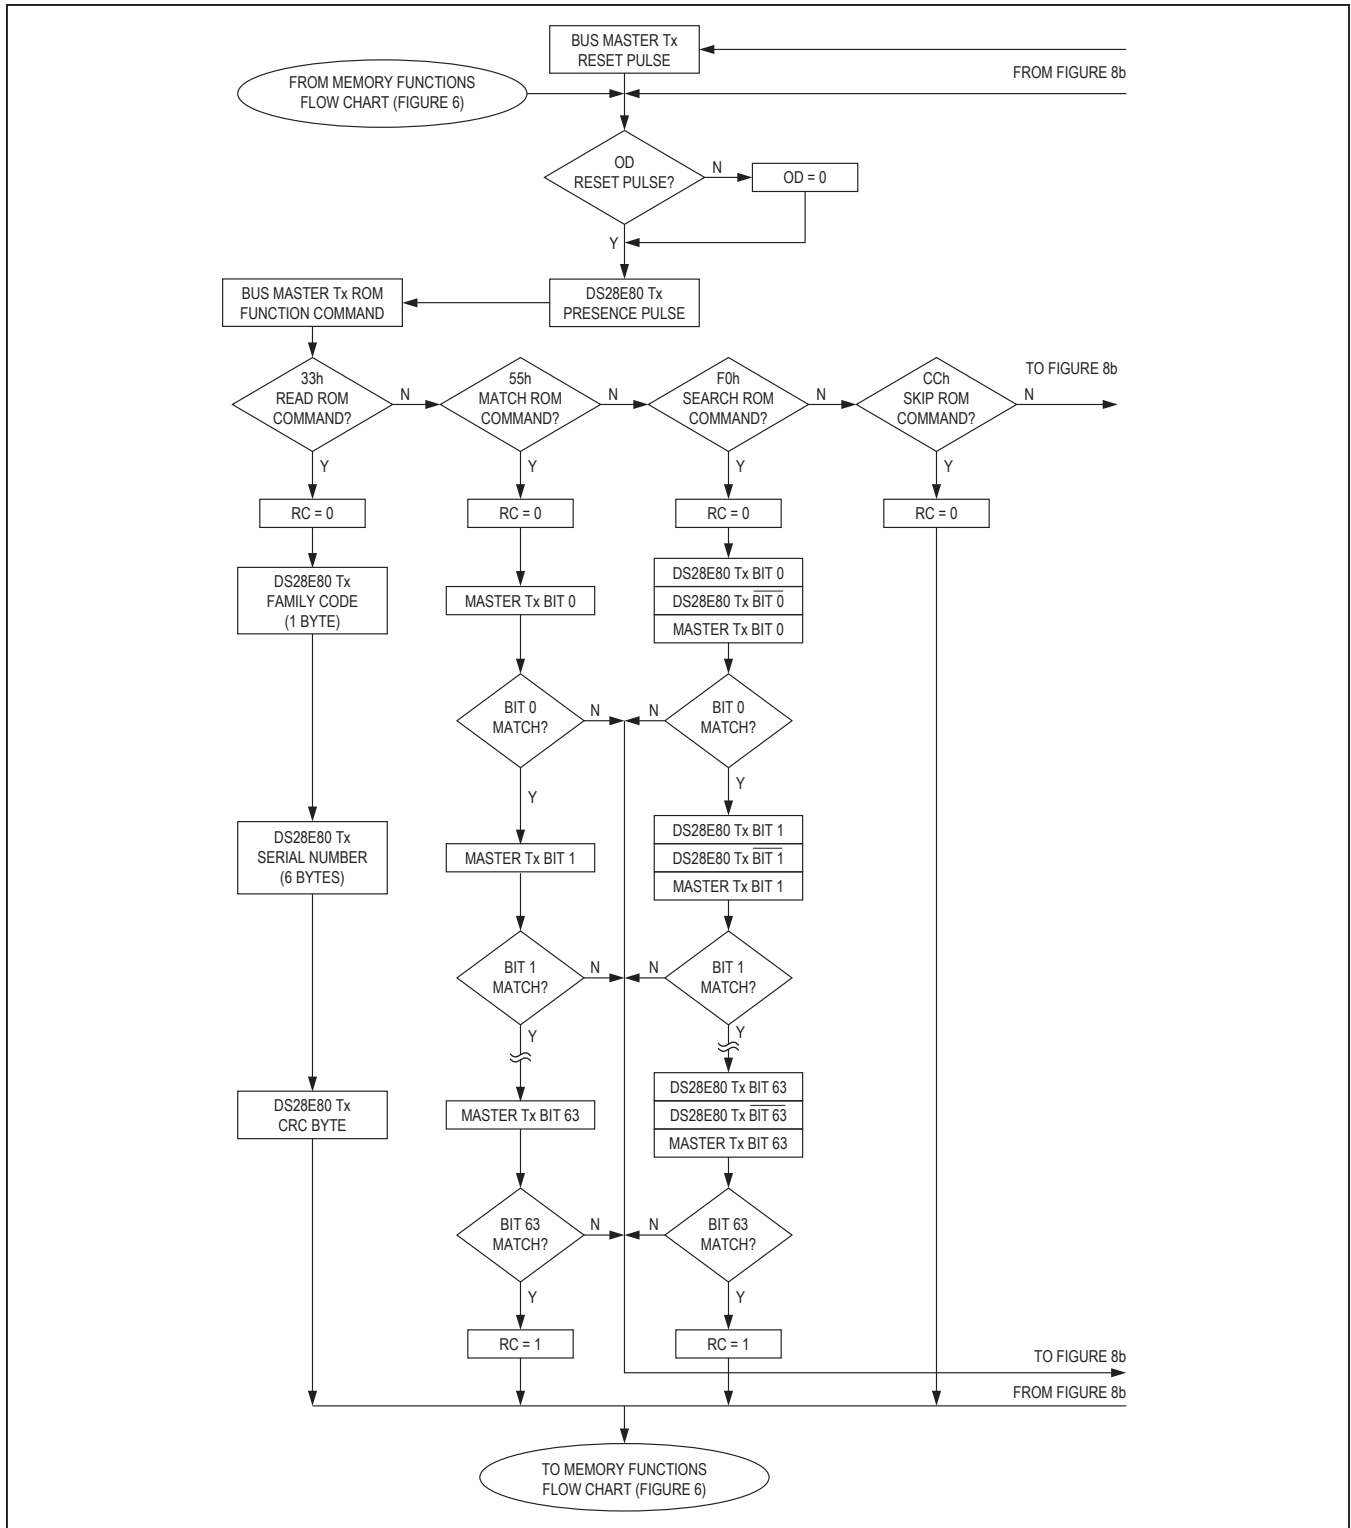 BUS MASTER Tx
RESET PULSE
FROM FIGURE 8b
FROM MEMORY FUNCTIONS
FLOW CHART (FIGURE 6)
OD
RESET PULSE?
N
OD = 0
Y
BUS MASTER Tx ROM
FUNCTION COMMAND
DS28E80 Tx
PRESENCE PULSE
33h
READ ROM
COMMAND?
N
55h
MATCH ROM
COMMAND?
N
F0h
SEARCH ROM
COMMAND?
N
CCh
SKIP ROM
COMMAND?
N
TO FIGURE 8b
Y
Y
Y
Y
RC = 0
RC = 0
RC = 0
RC = 0
DS28E80 Tx
FAMILY CODE
(1 BYTE)
MASTER Tx BIT 0
DS28E80 Tx BIT 0
DS28E80 Tx BIT 0
MASTER Tx BIT 0
BIT 0
MATCH?
N
N
BIT 0
MATCH?
Y
Y
DS28E80 Tx
SERIAL NUMBER
(6 BYTES)
MASTER Tx BIT 1
DS28E80 Tx BIT 1
DS28E80 Tx BIT 1
MASTER Tx BIT 1
BIT 1
MATCH?
N
N
BIT 1
MATCH?
Y
Y
DS28E80 Tx
CRC BYTE
MASTER Tx BIT 63
DS28E80 Tx BIT 63
DS28E80 Tx BIT 63
MASTER Tx BIT 63
BIT 63
MATCH?
N
N
BIT 63
MATCH?
Y
Y
RC = 1
RC = 1
TO FIGURE 8b
FROM FIGURE 8b
TO MEMORY FUNCTIONS
FLOW CHART (FIGURE 6)